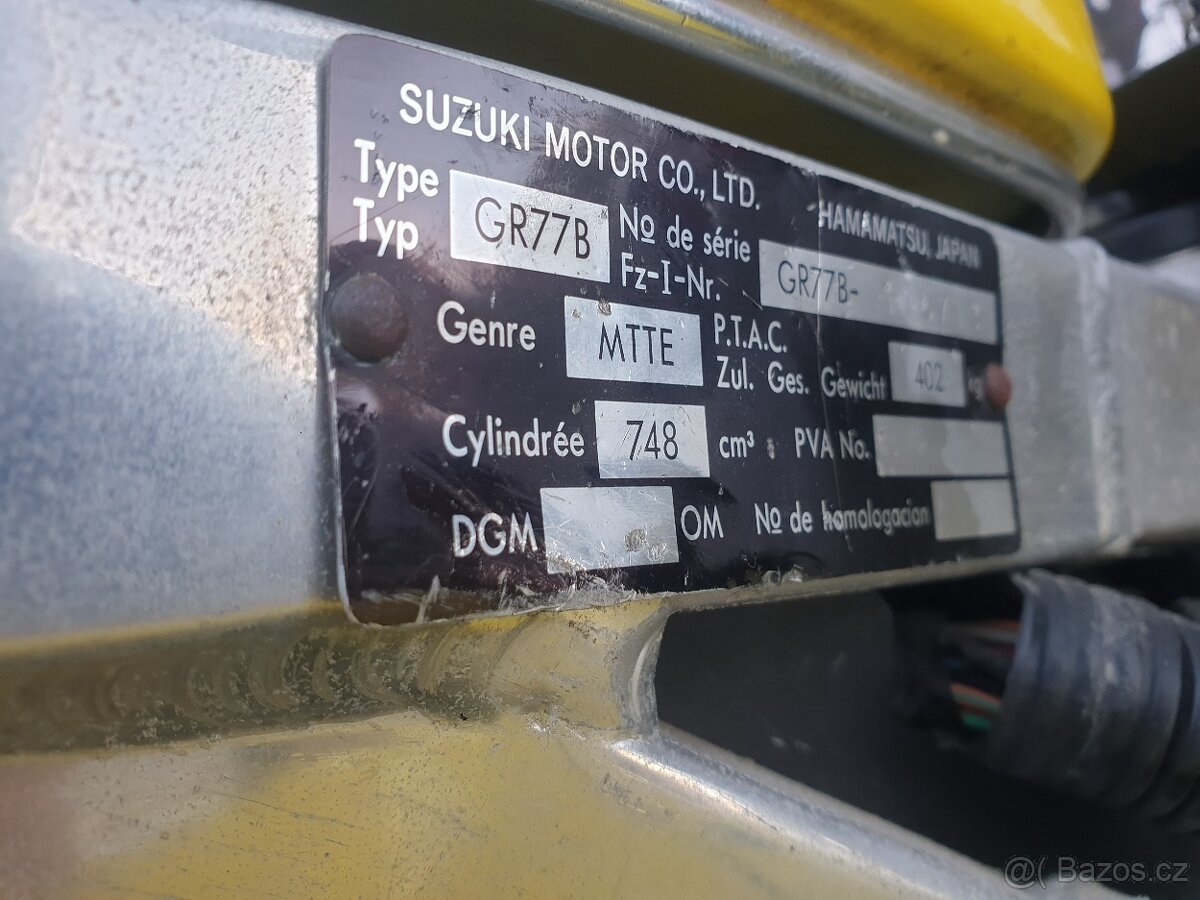 SUZUKI MOTOR CO., LTD.
HAMAMATSU, JAPAN
Type
Typ
GR77B
Nº de série
Fz-I-Nr.
GR77B-
Genre
MTTE
P.T.A.C.
Zul. Ges. Gewicht
402
kg
Cylindrée
748
cm³
PVA No.
DGM
OM
Nº de homologacion
@( Bazos.cz